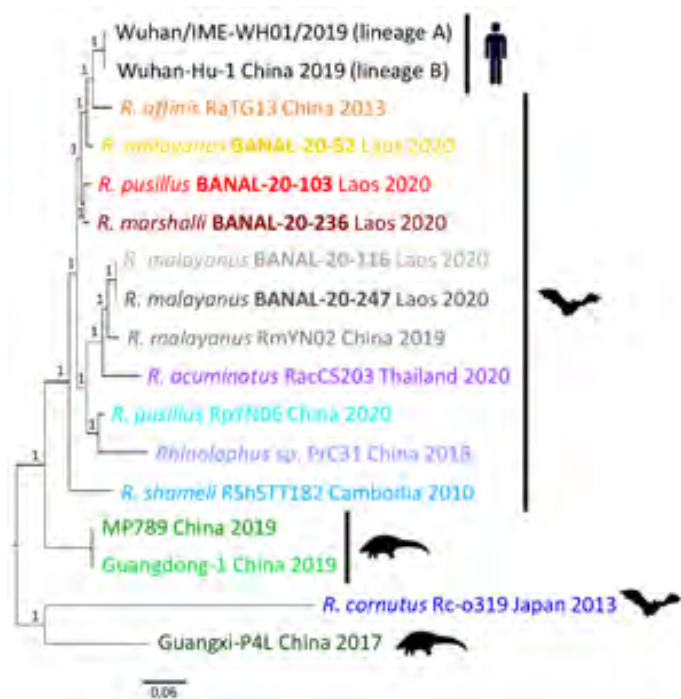 Wuhan/IME-WH01/2019 (lineage A)
Wuhan-Hu-1 China 2019 (lineage B)
R. affinis RaTG13 China 2013
R. malayanus BANAL-20-52 Laos 2020
R. pusillus BANAL-20-103 Laos 2020
R. marshalli BANAL-20-236 Laos 2020
R. malayanus BANAL-20-116 Laos 2020
R. malayanus BANAL-20-247 Laos 2020
R. malayanus RmYN02 China 2019
R. acuminatus RacCS203 Thailand 2020
R. pusillus RpYN06 China 2020
Rhinolophus sp. PrC31 China 2018
R. shameli RShSTT182 Cambodia 2010
MP789 China 2019
Guangdong-1 China 2019
R. cornutus Rc-o319 Japan 2013
Guangxi-P4L China 2017
1
1
1
1
1
1
1
1
1
1
1
1
0,06